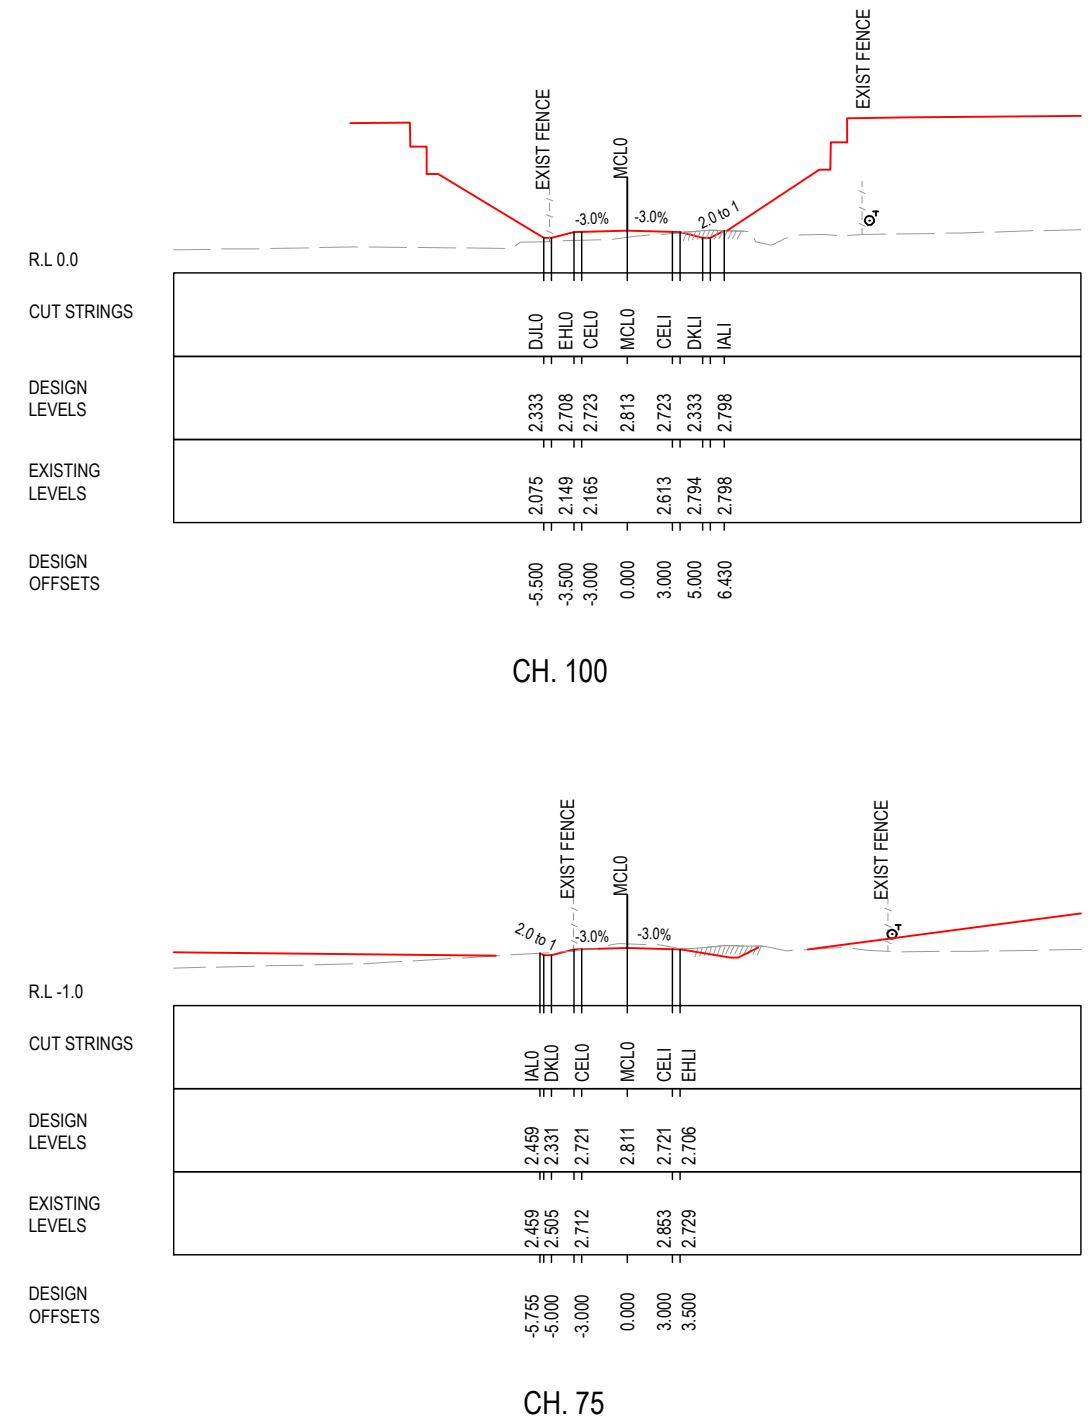 EXIST FENCE
EXIST FENCE
MCL0
-3.0%
-3.0%
2.0 to 1
R.L 0.0
CUT STRINGS
DJL0
EHL0
CEL0
MCL0
CELI
DKLI
IALI
DESIGN
LEVELS
2.333
2.708
2.723
2.813
2.723
2.333
2.798
EXISTING
LEVELS
2.075
2.149
2.165
2.613
2.794
2.798
DESIGN
OFFSETS
-5.500
-3.500
-3.000
0.000
3.000
5.000
6.430
CH. 100
EXIST FENCE
MCL0
EXIST FENCE
2.0 to 1
-3.0%
-3.0%
R.L -1.0
CUT STRINGS
IAL0
DKL0
CEL0
MCL0
CELI
EHLI
DESIGN
LEVELS
2.459
2.331
2.721
2.811
2.721
2.706
EXISTING
LEVELS
2.459
2.505
2.712
2.853
2.729
DESIGN
OFFSETS
-5.755
-5.000
-3.000
0.000
3.000
3.500
CH. 75